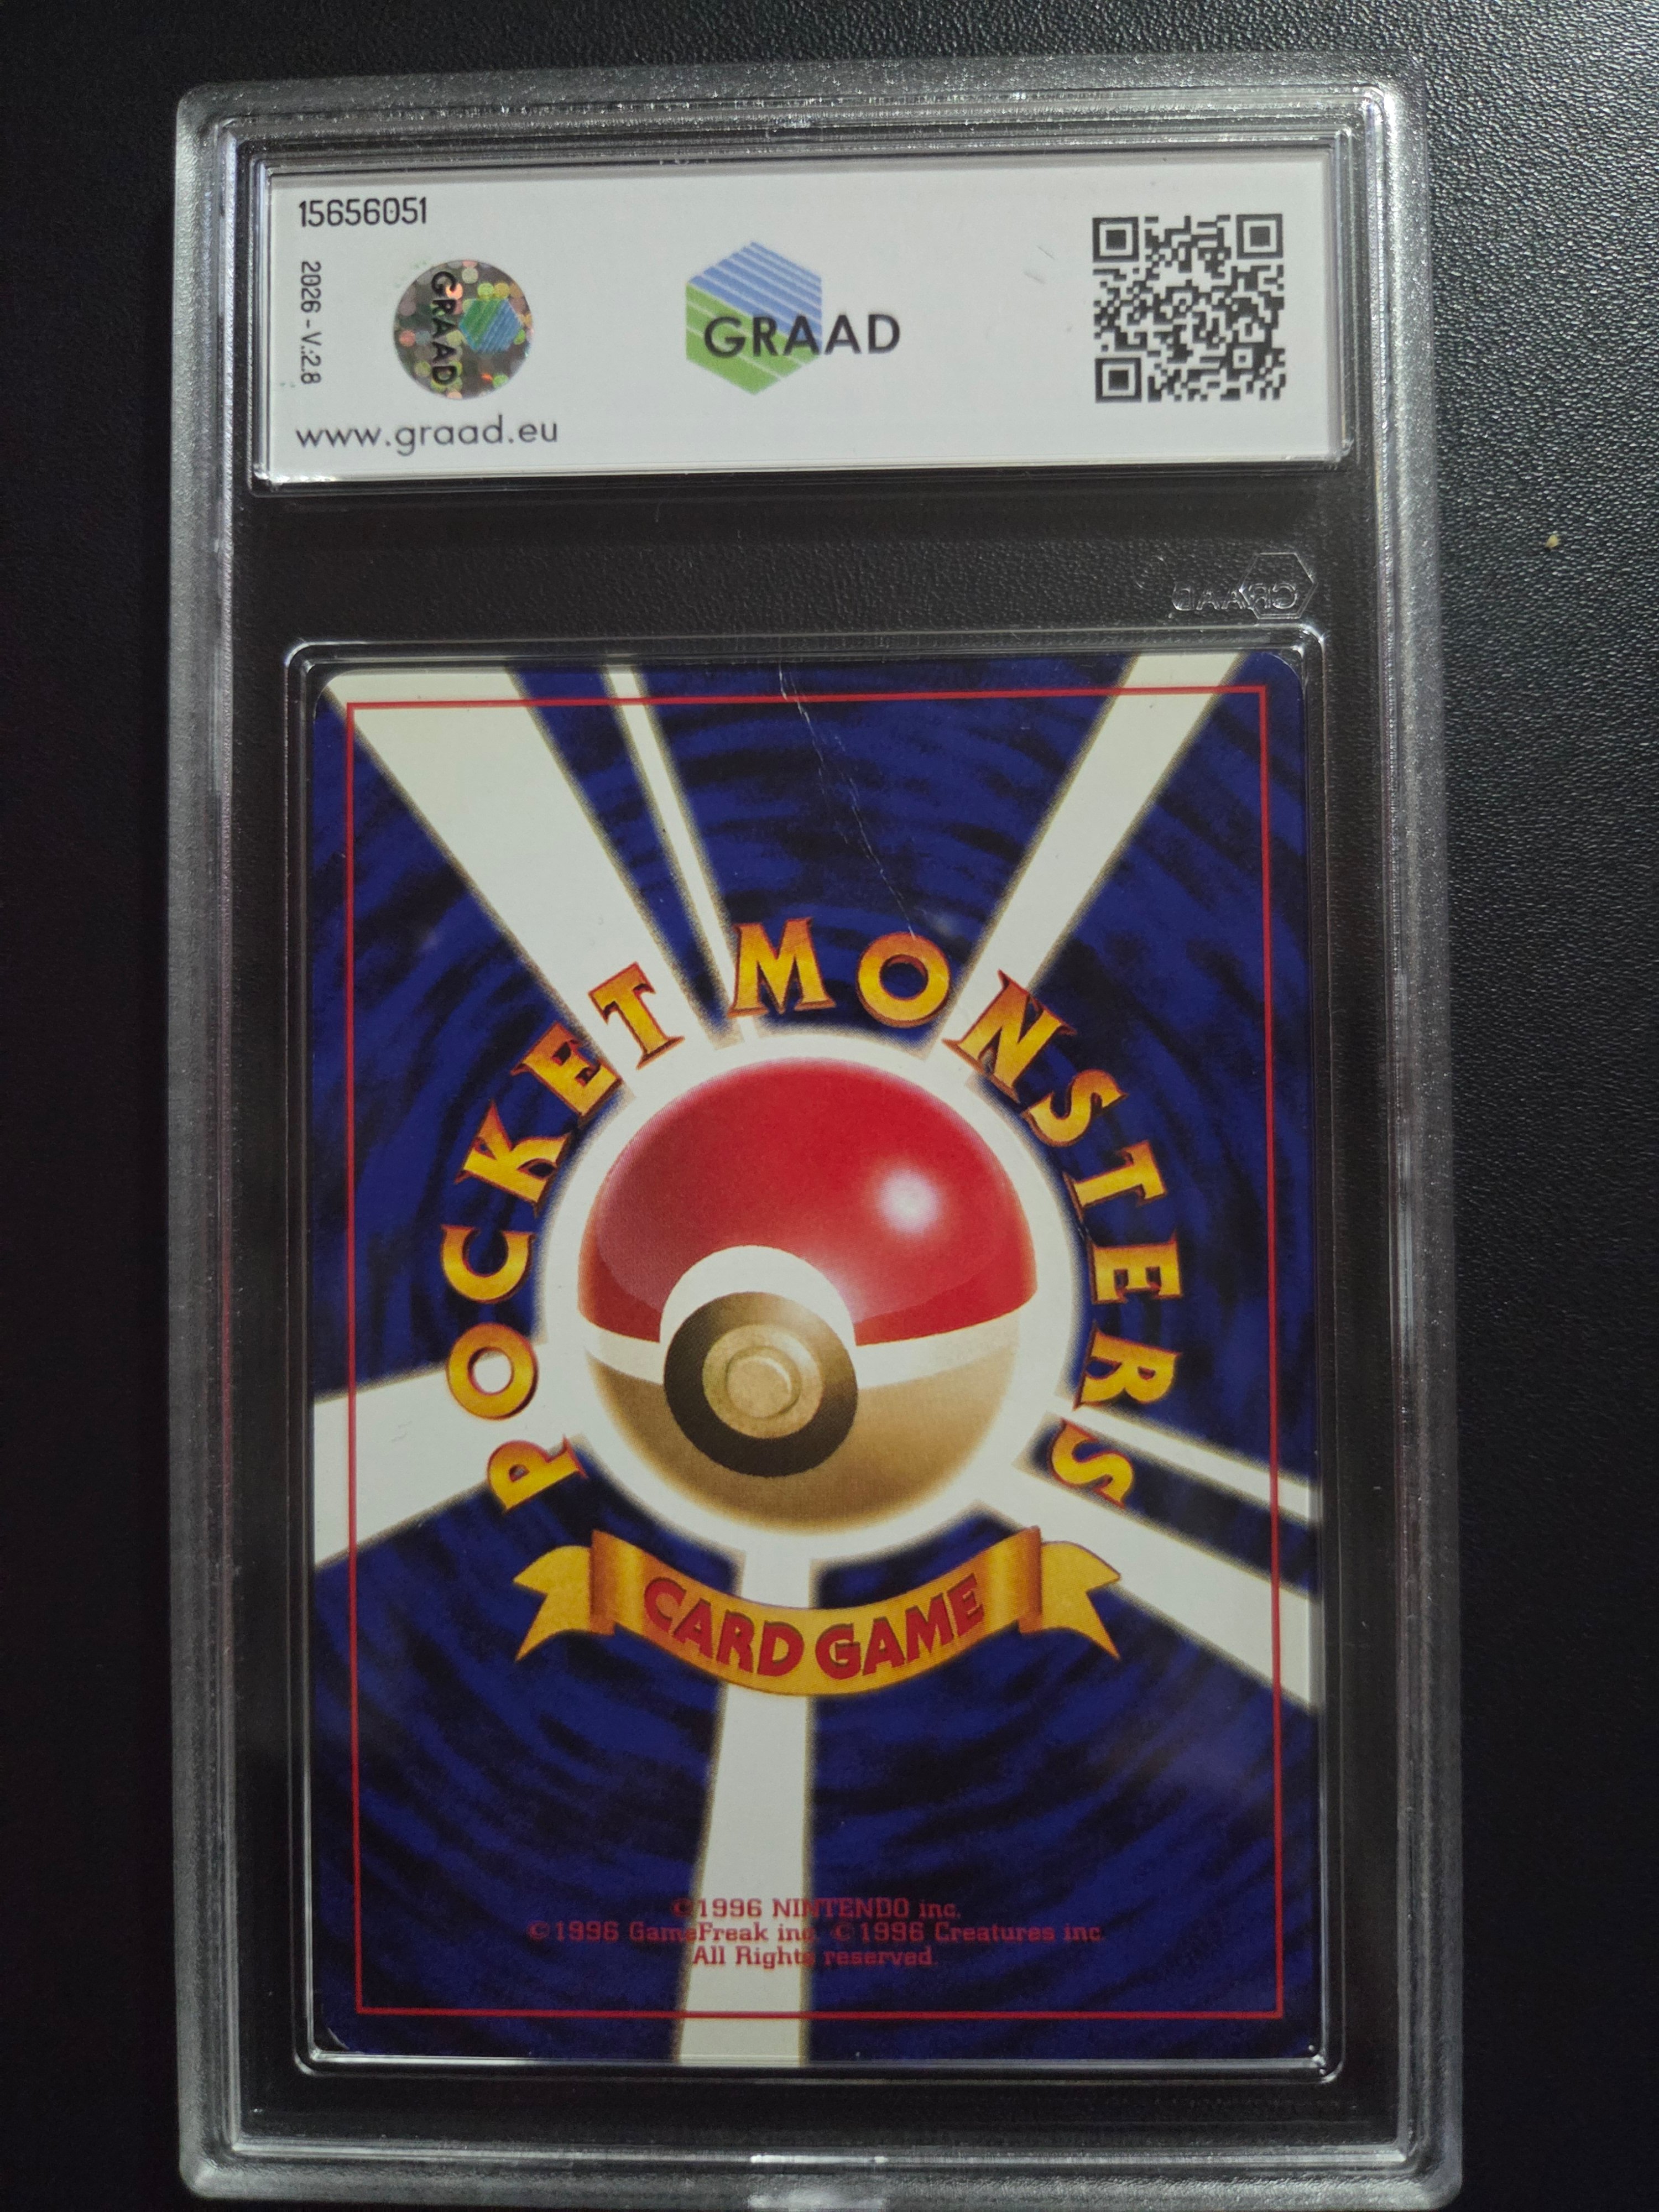 15656051
2026 - V.:2.8
GRAAD
GRAAD
www.graad.eu
GRAAD
POCKET MONSTERS
CARD GAME
©1996 NINTENDO inc.
©1996 GameFreak inc. ©1996 Creatures inc.
All Rights reserved.